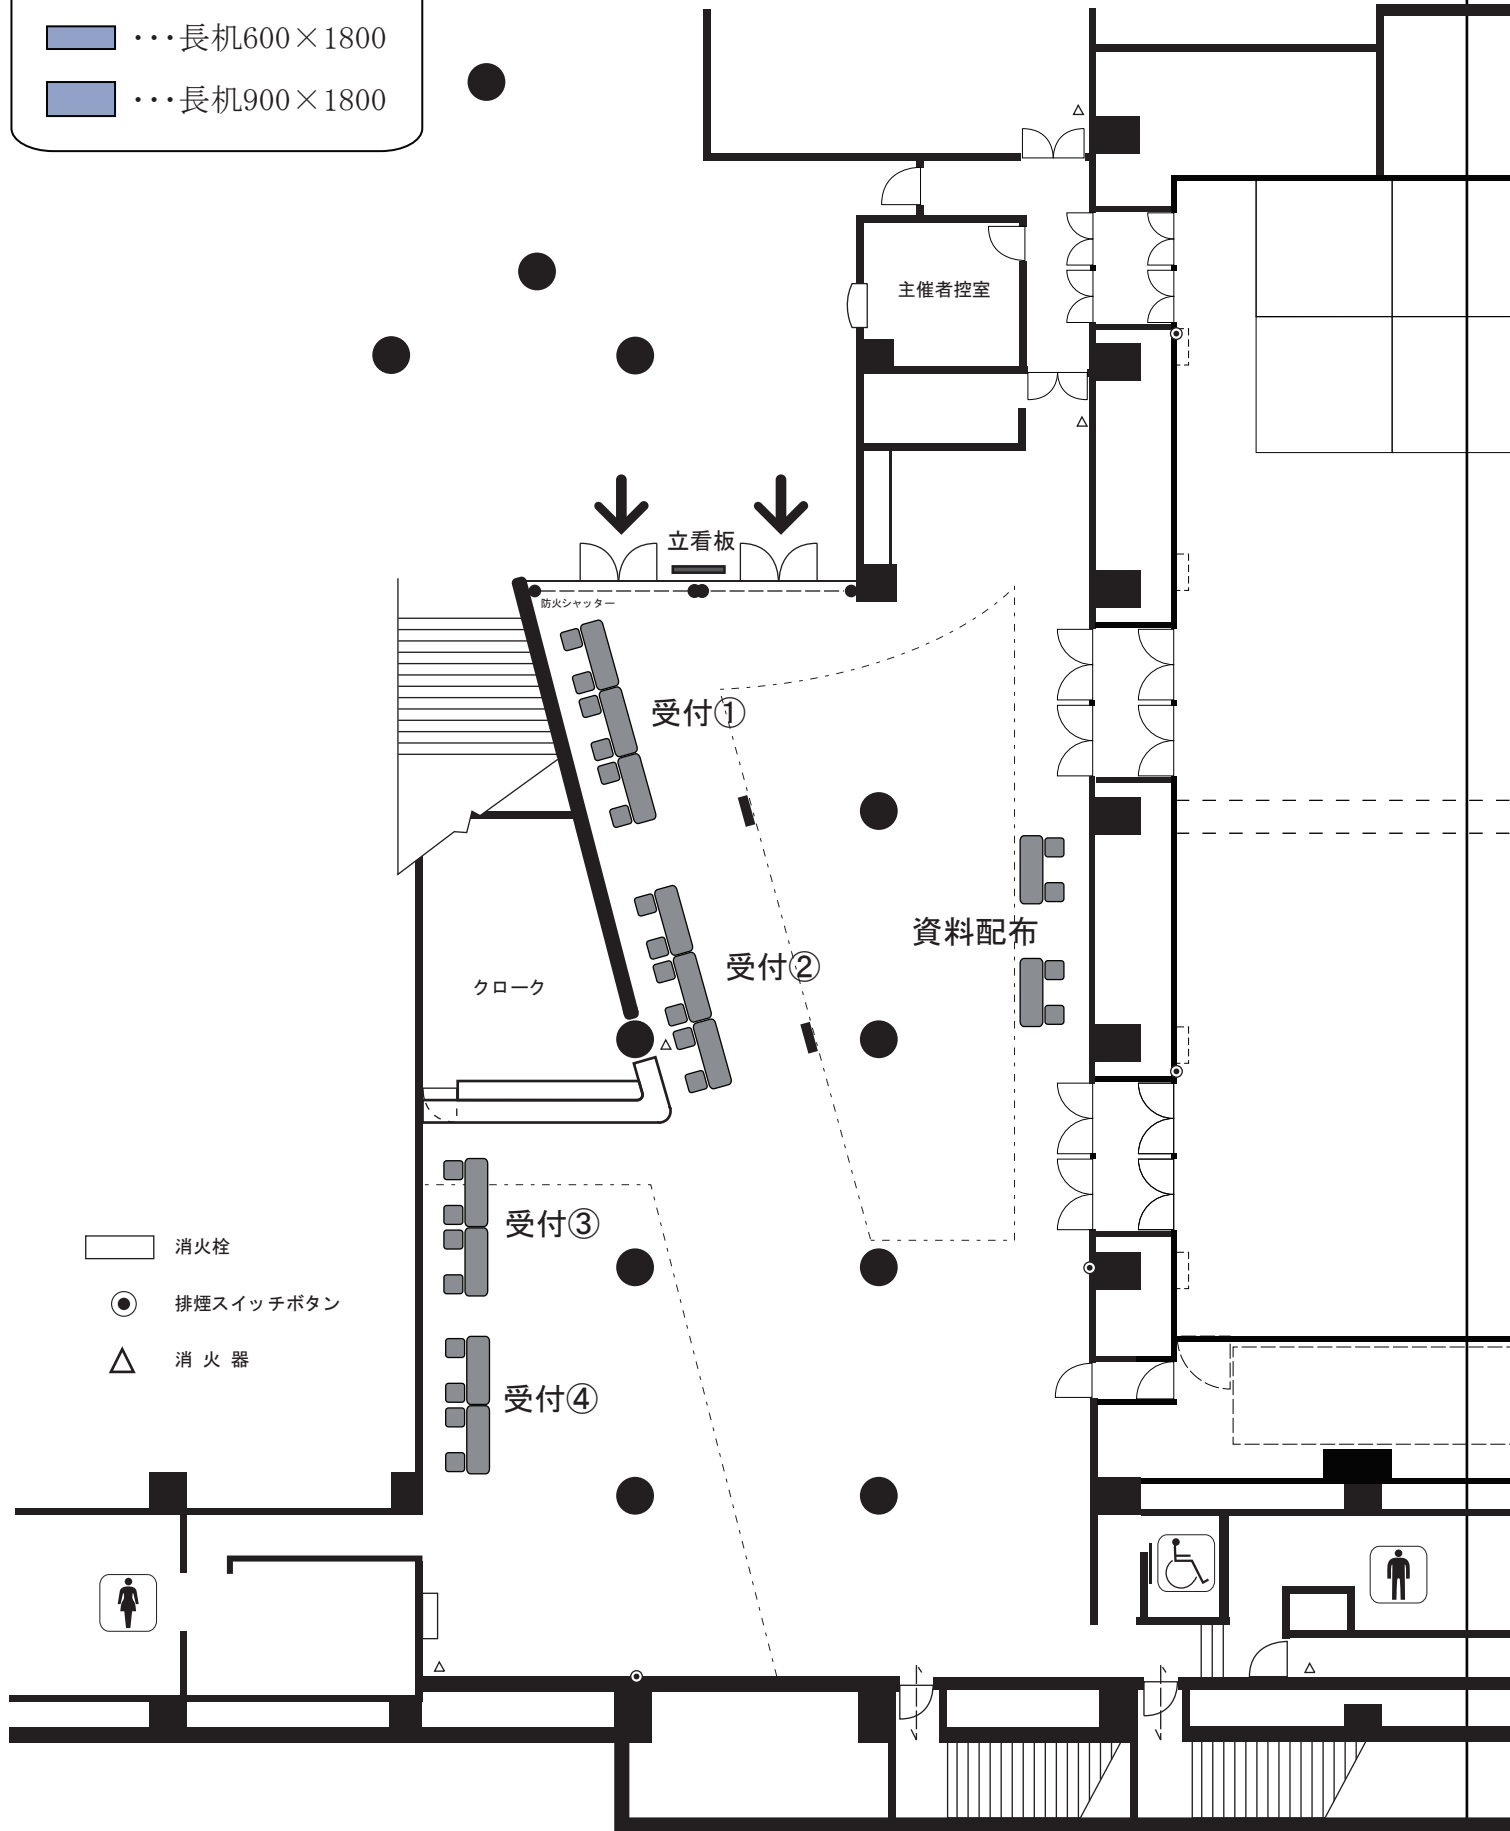 ･･･長机600×1800
･･･長机900×1800
主催者控室
立看板
防火シャッター
受付①
資料配布
受付②
クローク
受付③
消火栓
排煙スイッチボタン
消 火 器
受付④